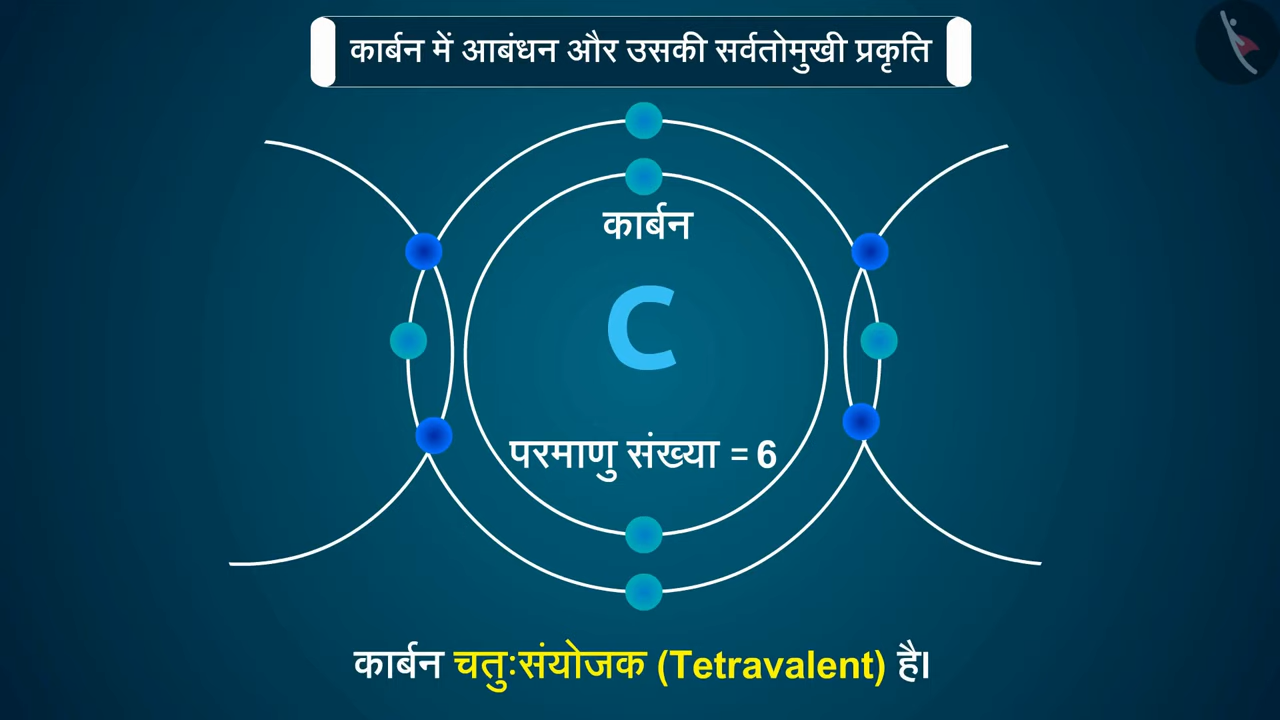 कार्बन में आबंधन और उसकी सर्वतोमुखी प्रकृति
कार्बन
C
परमाणु संख्या = 6
कार्बन चतुःसंयोजक (Tetravalent) है।